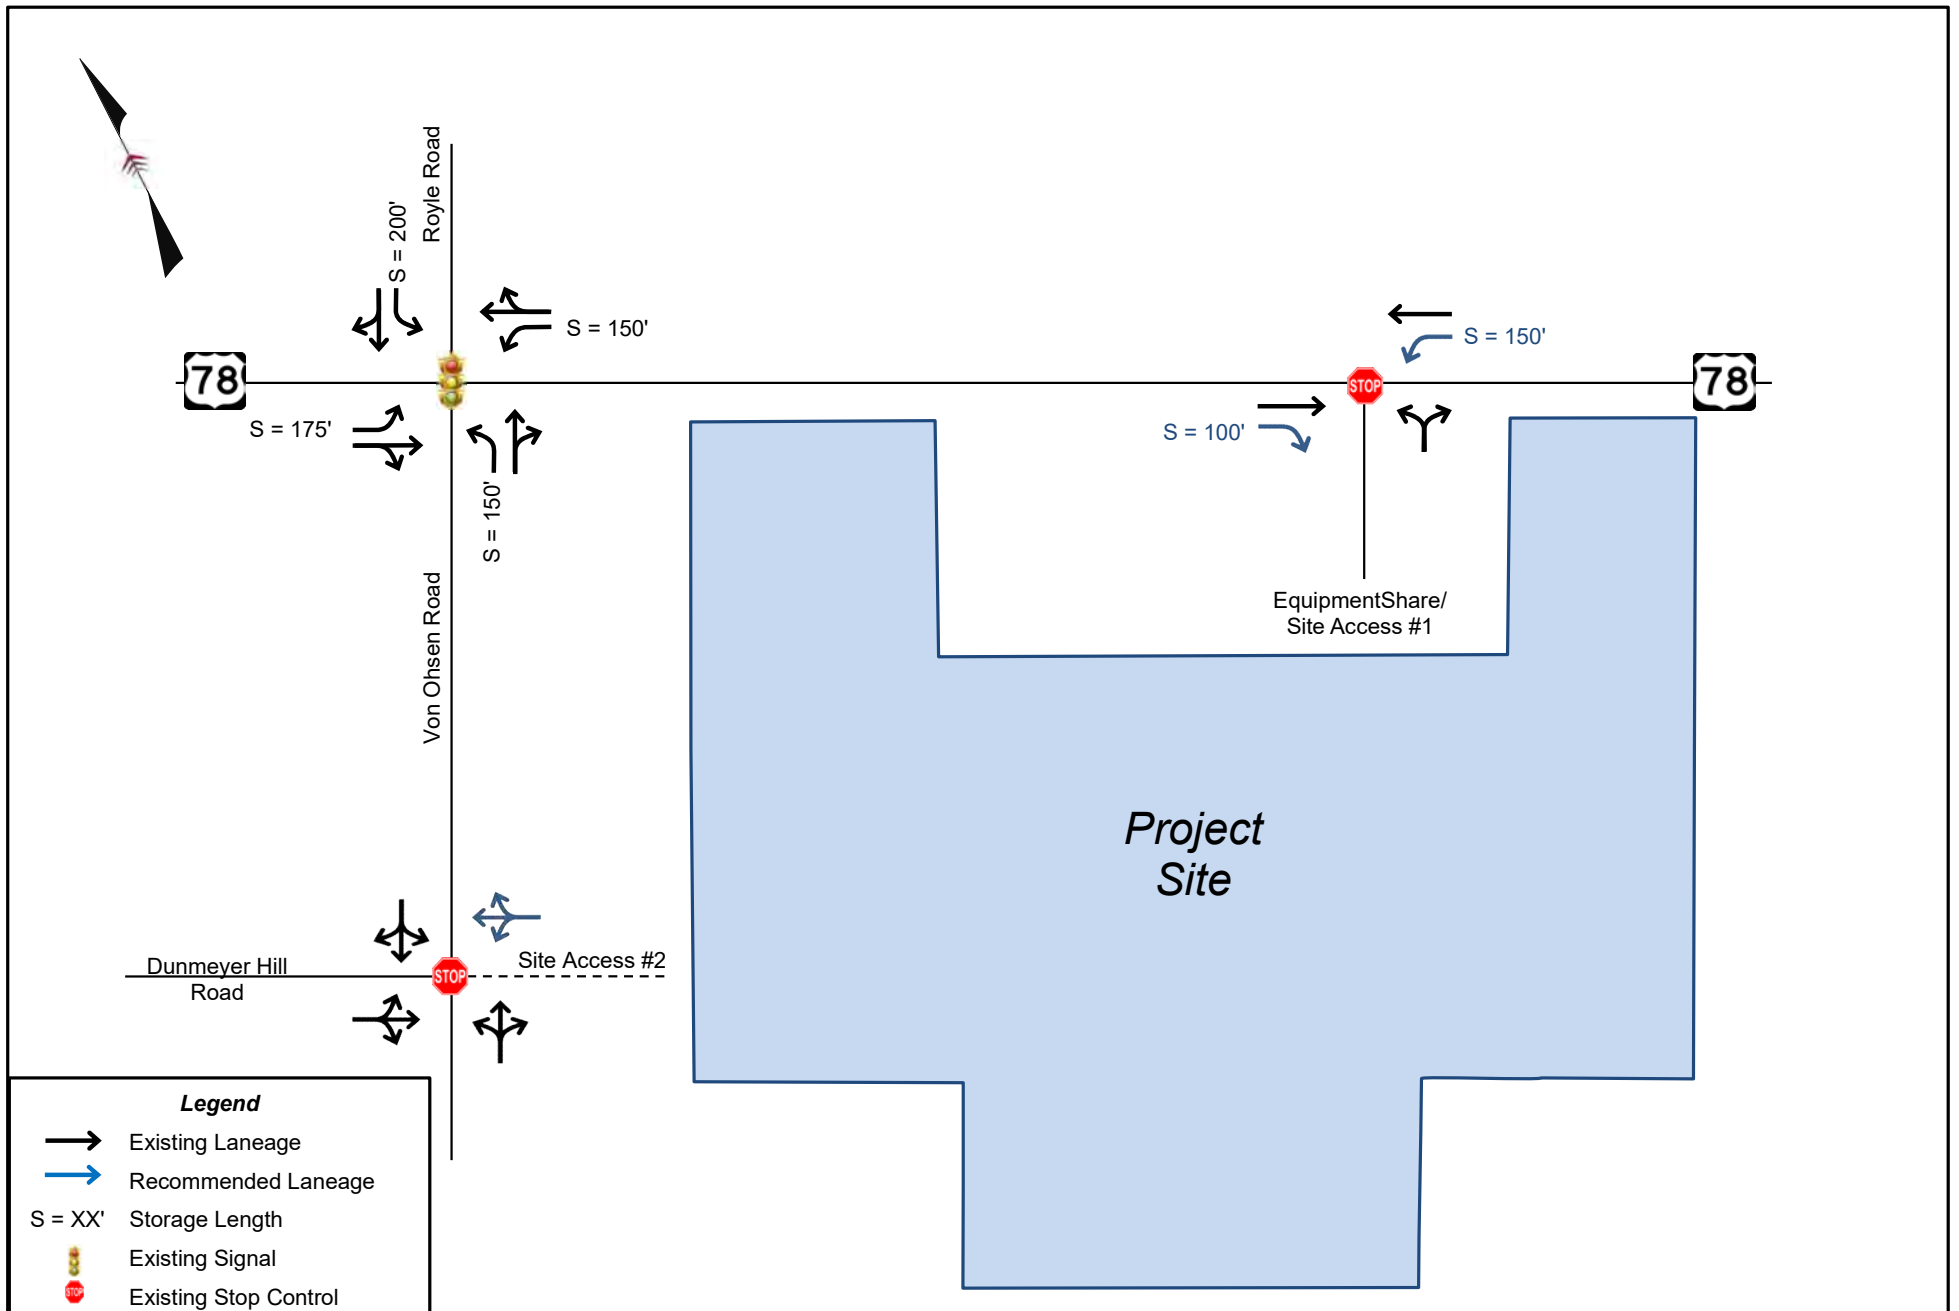 Royle Road
S = 200'
S = 150'
78
S = 175'
S = 150'
Von Ohsen Road
S = 150'
STOP
78
S = 100'
EquipmentShare/
Site Access #1
Project
Site
Dunmeyer Hill
Road
STOP
Site Access #2
Legend
Existing Laneage
Recommended Laneage
S = XX' Storage Length
Existing Signal
STOP Existing Stop Control